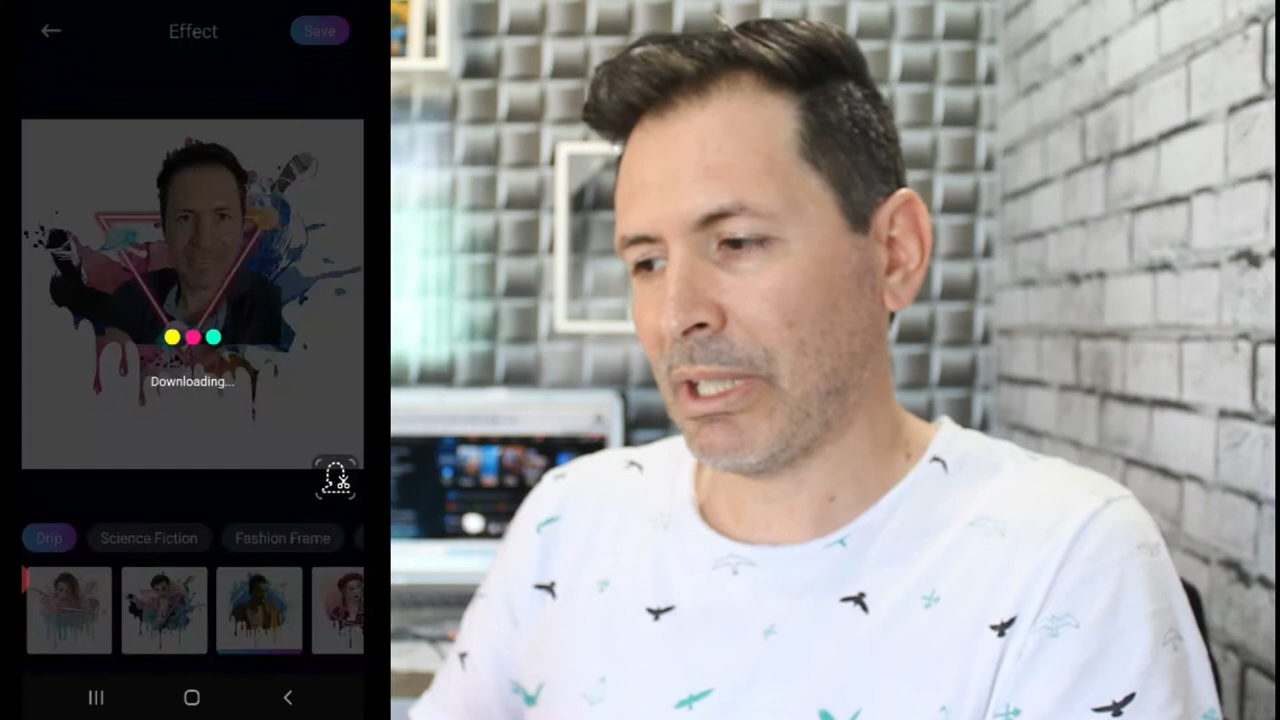 Effect
Save
Downloading...
Drip
Science Fiction
Fashion Frame